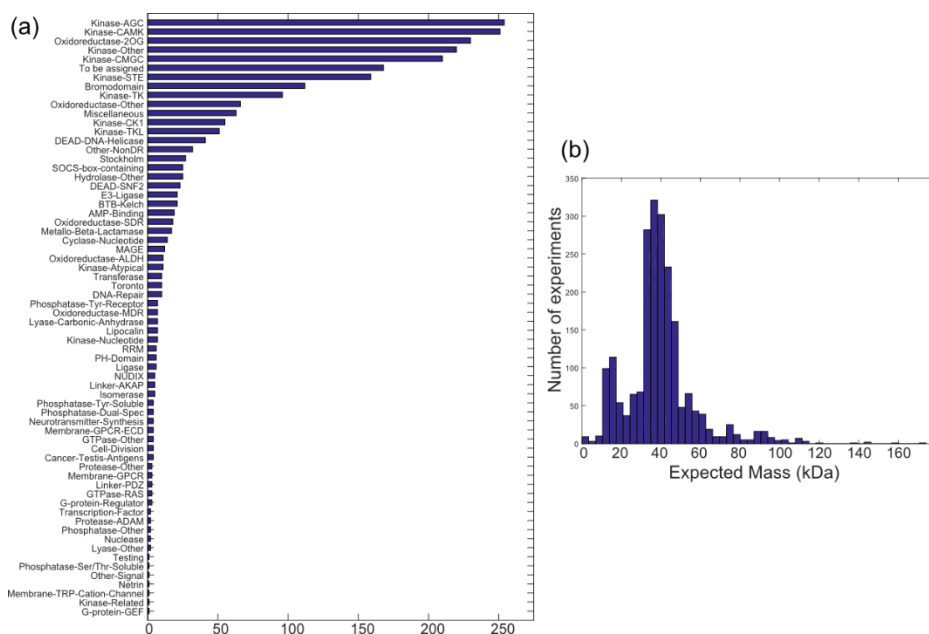 (a)
Kinase-AGC
Kinase-CAMK
Oxidoreductase-2OG
Kinase-Other
Kinase-CMGC
To be assigned
Kinase-STE
Bromodomain
Kinase-TK
Oxidoreductase-Other
Miscellaneous
Kinase-CK1
Kinase-TKL
DEAD-DNA-Helicase
Other-NonDR
Stockholm
SOCS-box-containing
Hydrolase-Other
DEAD-SNF2
E3-Ligase
BTB-Kelch
AMP-Binding
Oxidoreductase-SDR
Metallo-Beta-Lactamase
Cyclase-Nucleotide
MAGE
Oxidoreductase-ALDH
Kinase-Atypical
Transferase
Toronto
DNA-Repair
Phosphatase-Tyr-Receptor
Oxidoreductase-MDR
Lyase-Carbonic-Anhydrase
Lipocalin
Kinase-Nucleotide
RRM
PH-Domain
Ligase
NUDIX
Linker-AKAP
Isomerase
Phosphatase-Tyr-Soluble
Phosphatase-Dual-Spec
Neurotransmitter-Synthesis
Membrane-GPCR-ECD
GTPase-Other
Cell-Division
Cancer-Testis-Antigens
Protease-Other
Membrane-GPCR
Linker-PDZ
GTPase-RAS
G-protein-Regulator
Transcription-Factor
Protease-ADAM
Phosphatase-Other
Nuclease
Lyase-Other
Testing
Phosphatase-Ser/Thr-Soluble
Other-Signal
Netrin
Membrane-TRP-Cation-Channel
Kinase-Related
G-protein-GEF
0 50 100 150 200 250
(b)
Number of experiments
350
300
250
200
150
100
50
0
0 20 40 60 80 100 120 140 160
Expected Mass (kDa)